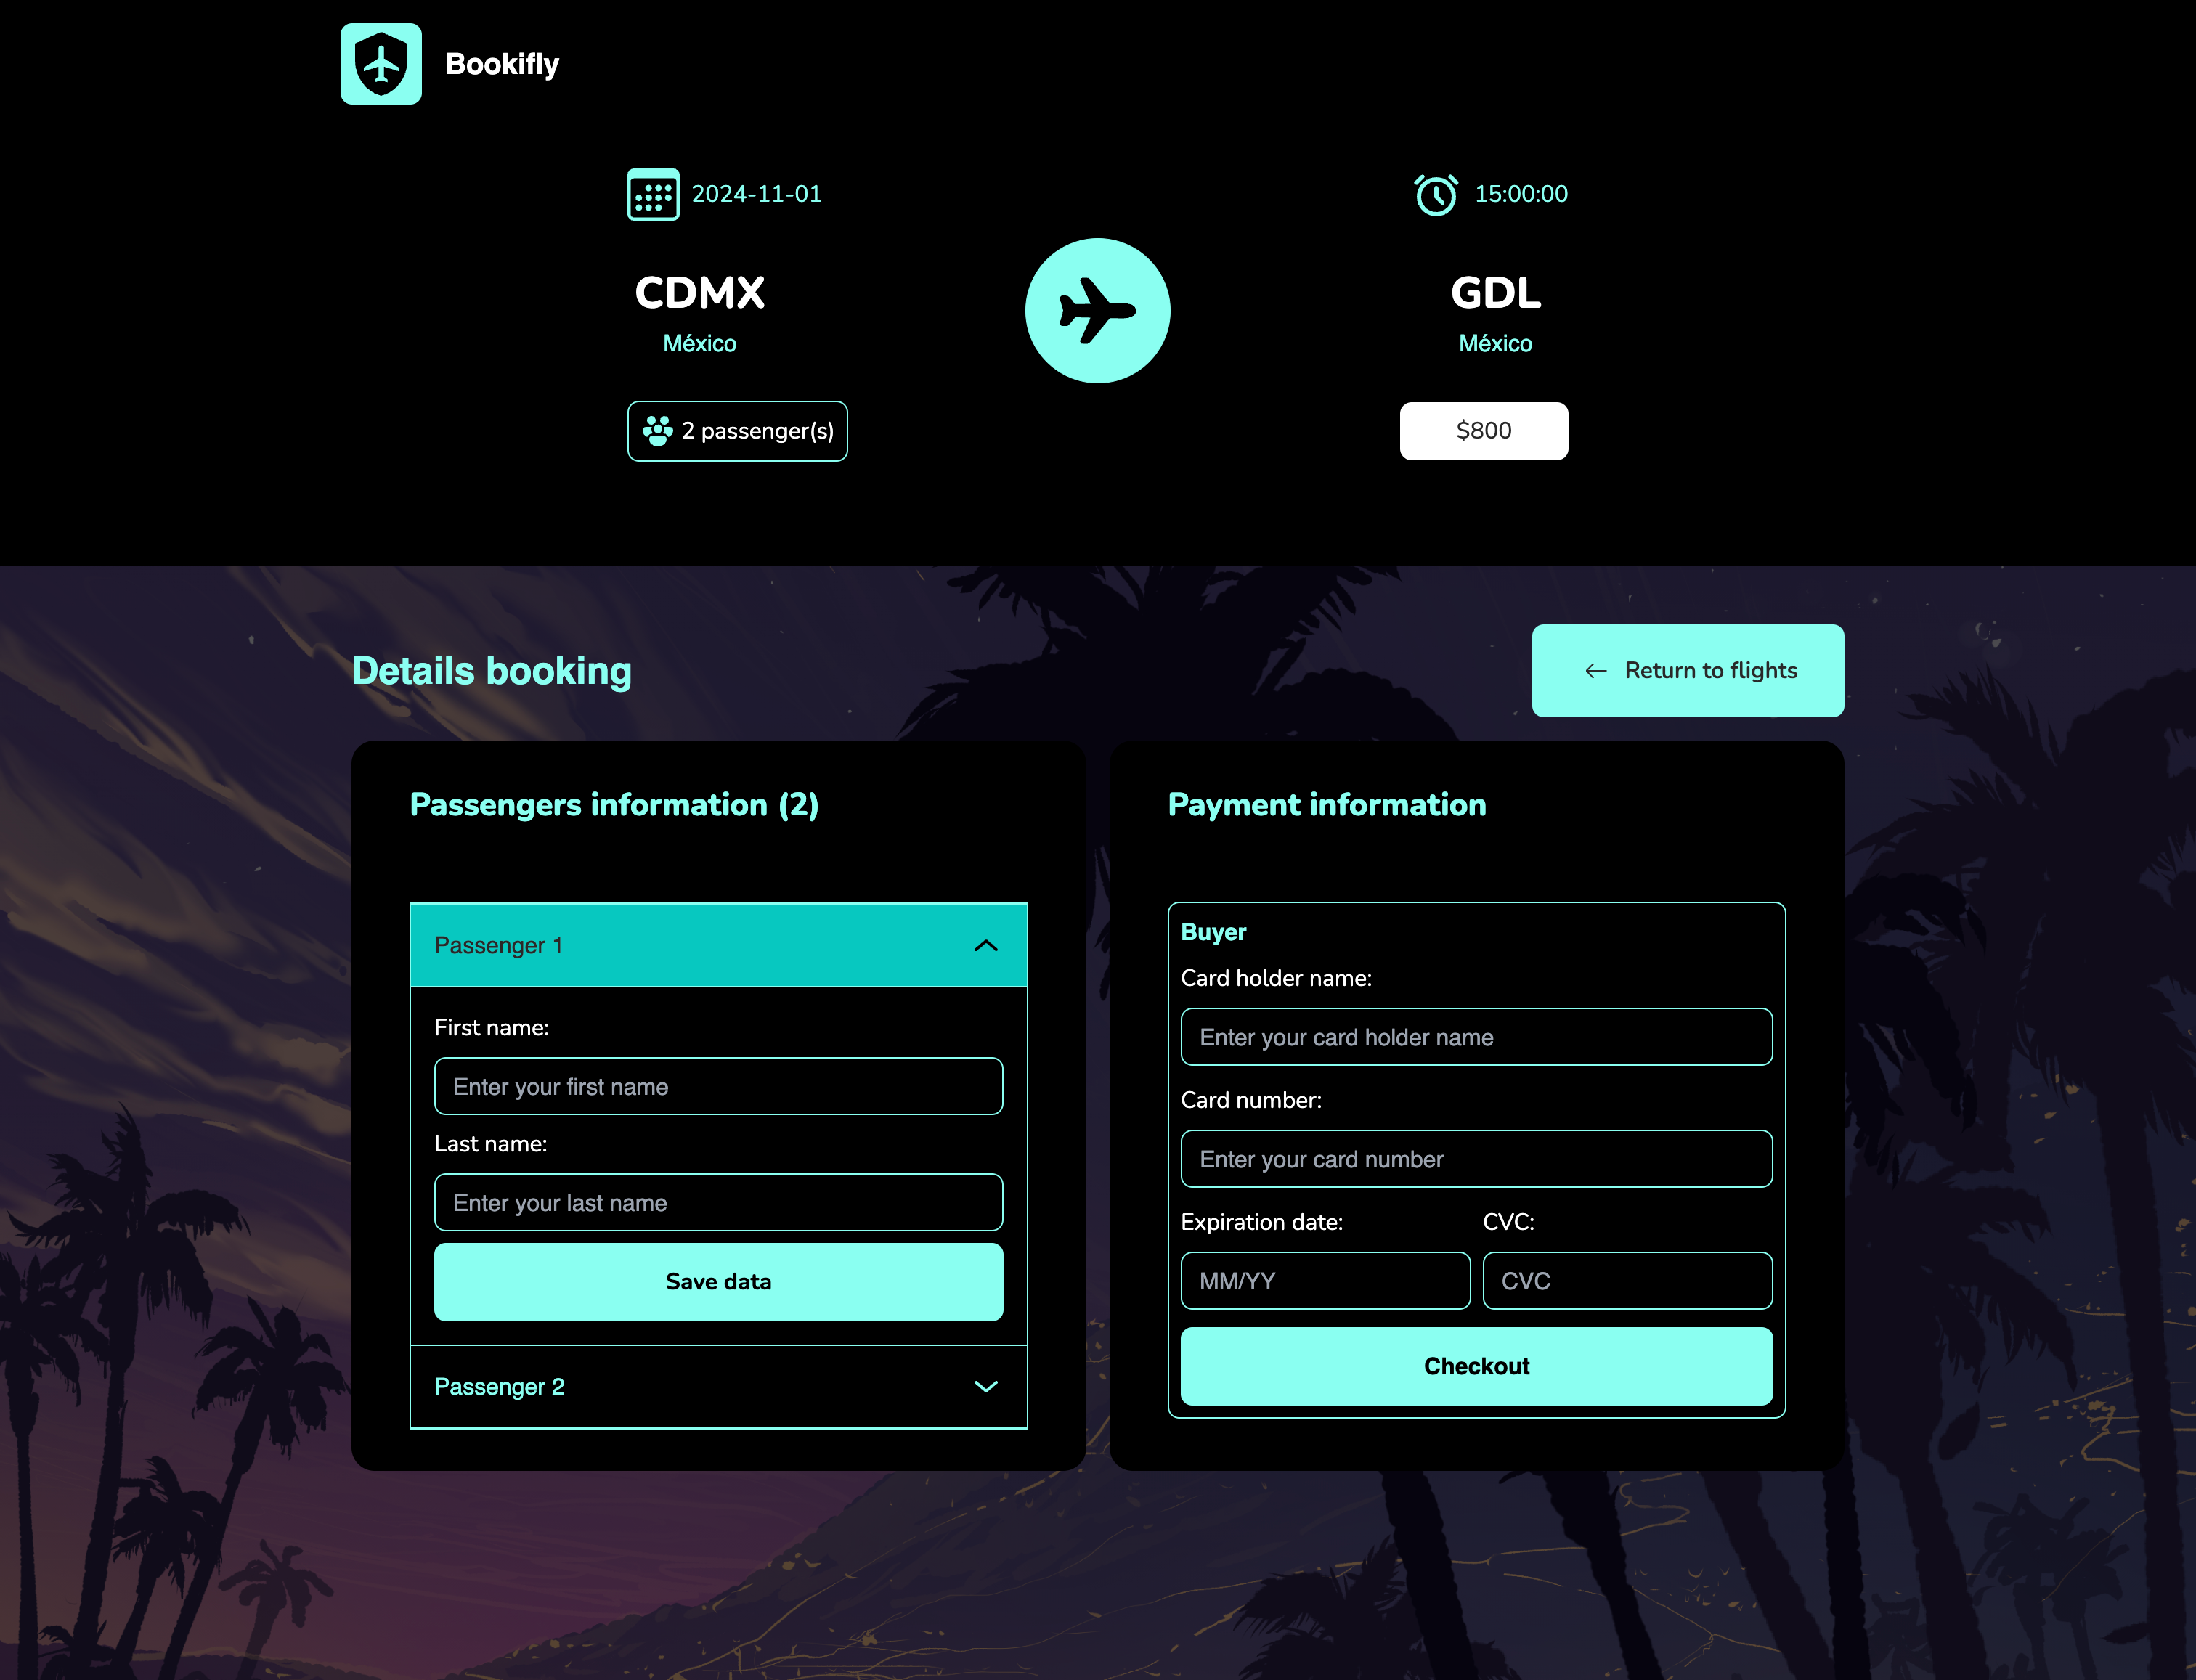 Bookifly
2024-11-01
15:00:00
CDMX
GDL
México
México
2 passenger(s)
$800
Details booking
Return to flights
Passengers information (2)
Passenger 1
First name:
Enter your first name
Last name:
Enter your last name
Save data
Passenger 2
Payment information
Buyer
Card holder name:
Enter your card holder name
Card number:
Enter your card number
Expiration date:
CVC:
MM/YY
CVC
Checkout